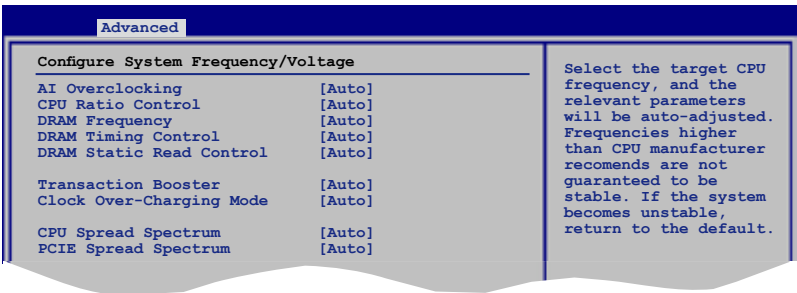 Advanced
Configure System Frequency/Voltage
AI Overclocking [Auto]
CPU Ratio Control [Auto]
DRAM Frequency [Auto]
DRAM Timing Control [Auto]
DRAM Static Read Control [Auto]
Transaction Booster [Auto]
Clock Over-Charging Mode [Auto]
CPU Spread Spectrum [Auto]
PCIE Spread Spectrum [Auto]
Select the target CPU
frequency, and the
relevant parameters
will be auto-adjusted.
Frequencies higher
than CPU manufacturer
recomends are not
guaranteed to be
stable. If the system
becomes unstable,
return to the default.